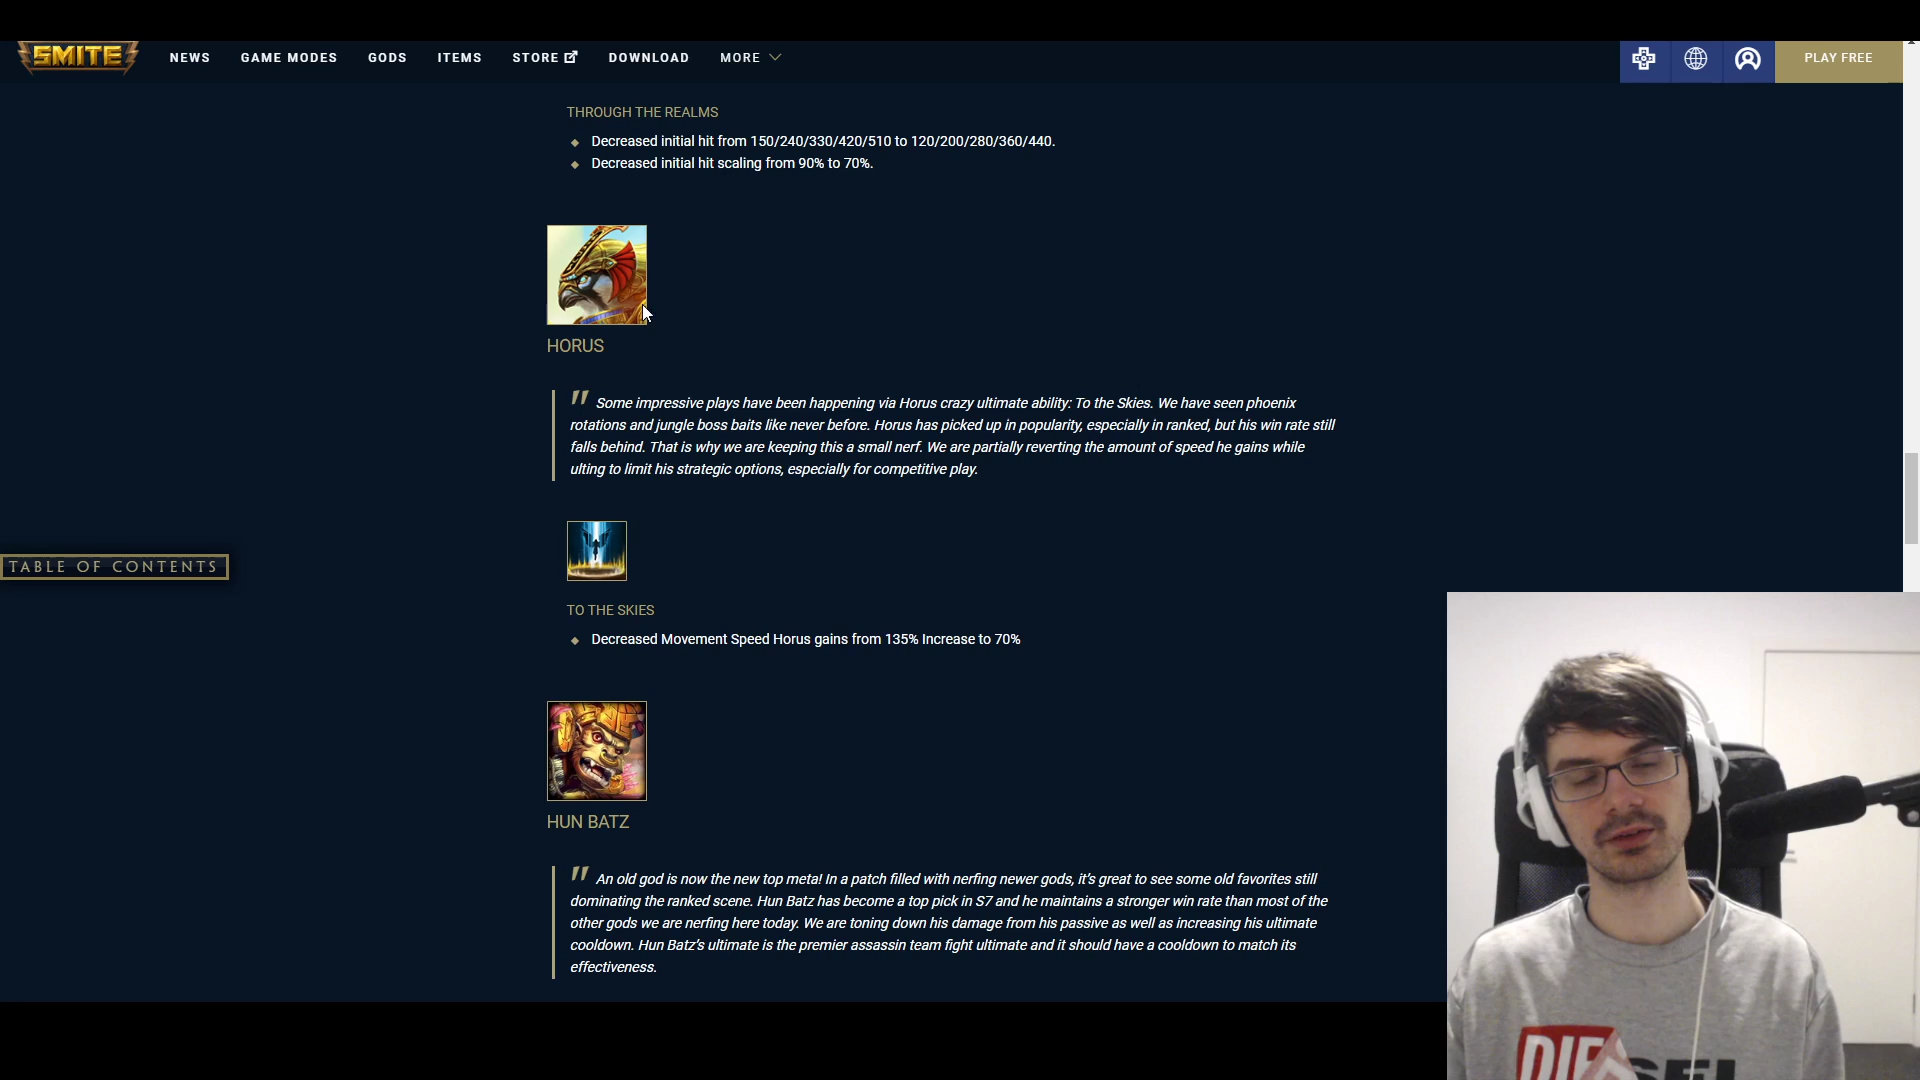 SMITE
NEWS
GAME MODES
GODS
ITEMS
STORE
DOWNLOAD
MORE
PLAY FREE
THROUGH THE REALMS
Decreased initial hit from 150/240/330/420/510 to 120/200/280/360/440.
Decreased initial hit scaling from 90% to 70%.
HORUS
" Some impressive plays have been happening via Horus crazy ultimate ability: To the Skies. We have seen phoenix
rotations and jungle boss baits like never before. Horus has picked up in popularity, especially in ranked, but his win rate still
falls behind. That is why we are keeping this a small nerf. We are partially reverting the amount of speed he gains while
ulting to limit his strategic options, especially for competitive play.
TABLE OF CONTENTS
TO THE SKIES
Decreased Movement Speed Horus gains from 135% Increase to 70%
HUN BATZ
" An old god is now the new top meta! In a patch filled with nerfing newer gods, it's great to see some old favorites still
dominating the ranked scene. Hun Batz has become a top pick in S7 and he maintains a stronger win rate than most of the
other gods we are nerfing here today. We are toning down his damage from his passive as well as increasing his ultimate
cooldown. Hun Batz's ultimate is the premier assassin team fight ultimate and it should have a cooldown to match its
effectiveness.